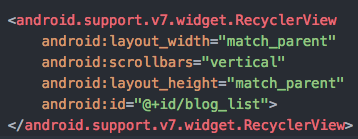 <android.support.v7.widget.RecyclerView
    android:layout_width="match_parent"
    android:scrollbars="vertical"
    android:layout_height="match_parent"
    android:id="@+id/blog_list">
</android.support.v7.widget.RecyclerView>